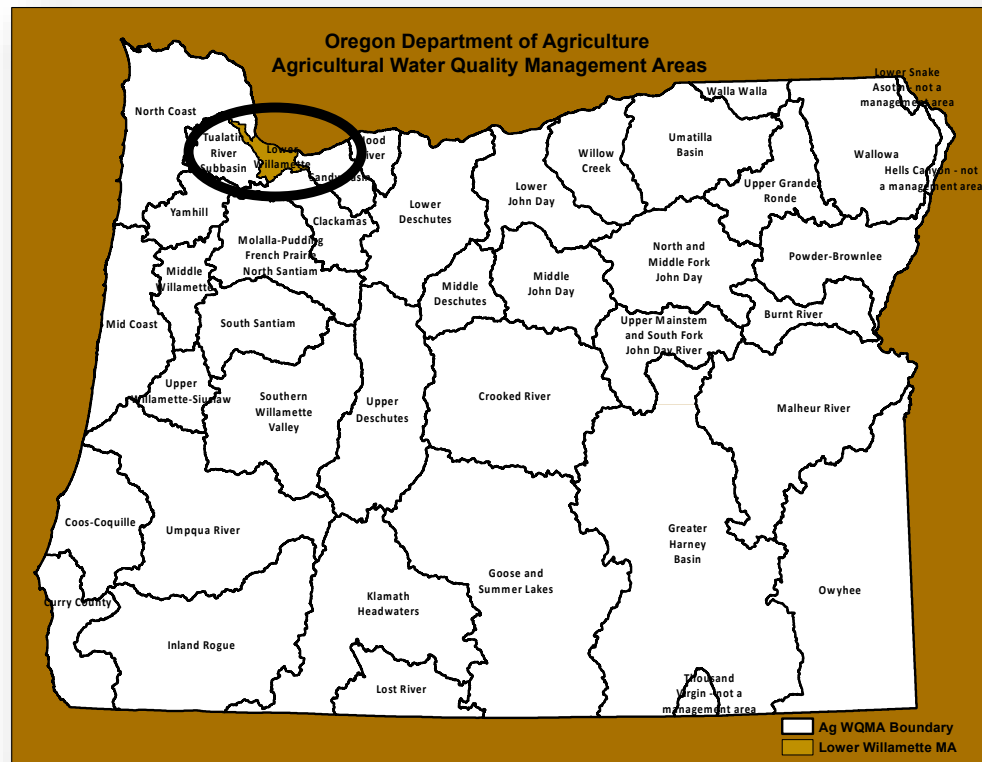 Oregon Department of Agriculture
Agricultural Water Quality Management Areas
Lower Snake
Asotin - not a
management area
Walla Walla
North Coast
Tualatin
River
Subbasin
Lower
Willamette
Hood
River
Sandy Basin
Umatilla
Basin
Willow
Creek
Wallowa
Hells Canyon - not
a management area
Upper Grande
Ronde
Lower
John Day
Lower
Deschutes
Yamhill
Clackamas
Molalla-Pudding
French Prairie
North Santiam
North and
Middle Fork
John Day
Powder-Brownlee
Middle
Willamette
Middle
Deschutes
Middle
John Day
Burnt River
Mid Coast
South Santiam
Upper Mainstem
and South Fork
John Day River
Upper
Willamette-Siuslaw
Southern
Willamette
Valley
Upper
Deschutes
Crooked River
Malheur River
Coos-Coquille
Umpqua River
Greater
Harney
Basin
Goose and
Summer Lakes
Owyhee
Klamath
Headwaters
Curry County
Inland Rogue
Lost River
Thousand
Virgin - not a
management area
Ag WQMA Boundary
Lower Willamette MA